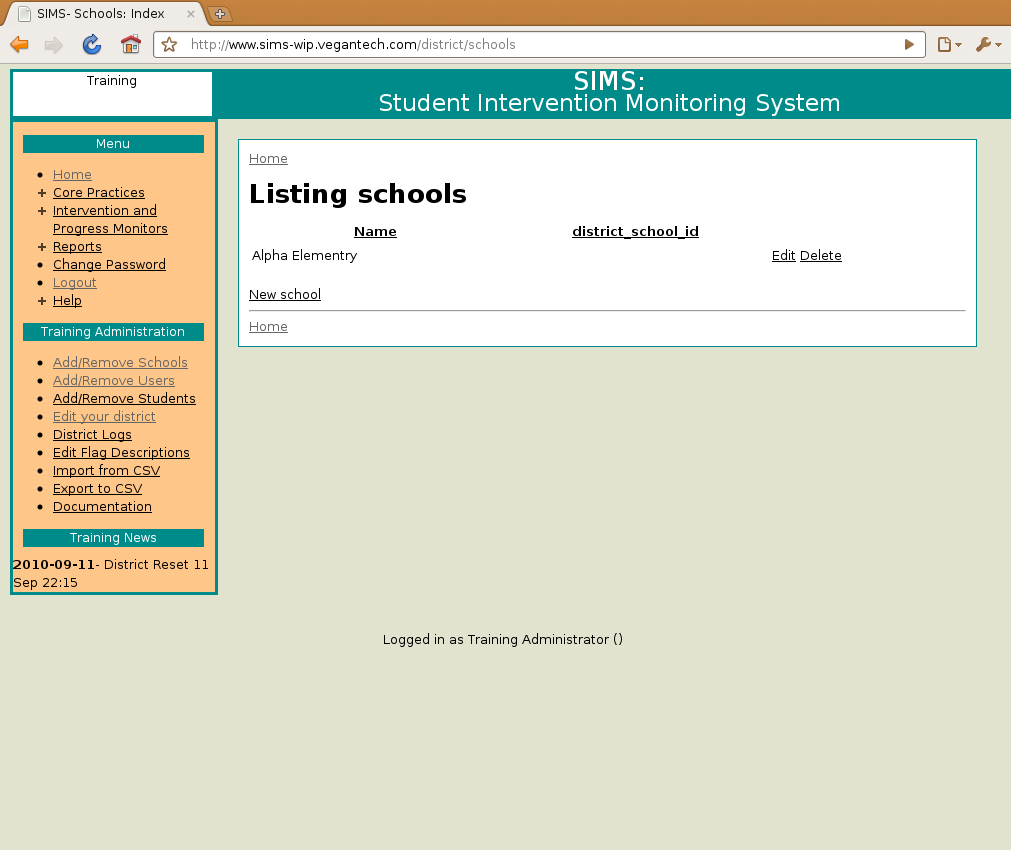 SIMS- Schools: Index
http://www.sims-wip.vegantech.com/district/schools
Training
SIMS:
Student Intervention Monitoring System
Menu
Home
Core Practices
Intervention and
Progress Monitors
Reports
Change Password
Logout
Help
Training Administration
Add/Remove Schools
Add/Remove Users
Add/Remove Students
Edit your district
District Logs
Edit Flag Descriptions
Import from CSV
Export to CSV
Documentation
Training News
2010-09-11- District Reset 11
Sep 22:15
Home
Listing schools
Name district_school_id
Alpha Elementry Edit Delete
New school
Home
Logged in as Training Administrator ()